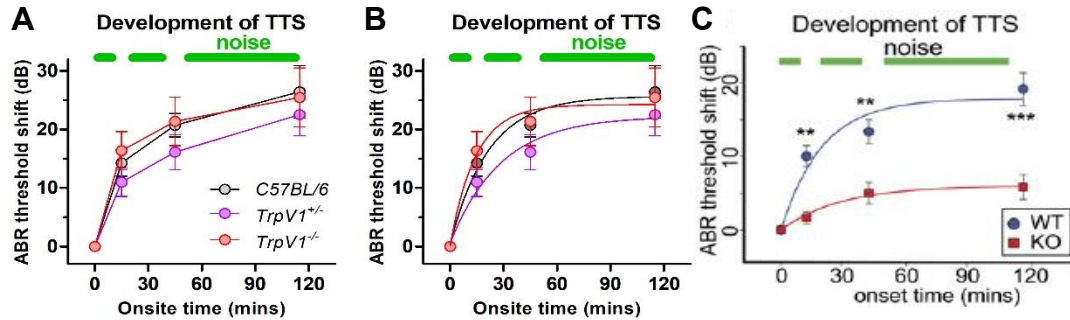 A
Development of TTS
noise
ABR threshold shift (dB)
30
20
10
0
C57BL/6
TrpV1+/-
TrpV1-/-
0 30 60 90 120
Onsite time (mins)
B
Development of TTS
noise
ABR threshold shift (dB)
30
20
10
0
0 30 60 90 120
Onsite time (mins)
C
Development of TTS
noise
ABR threshold shift (dB)
20
10
0
**
**
***
WT
KO
0 30 60 90 120
onset time (mins)